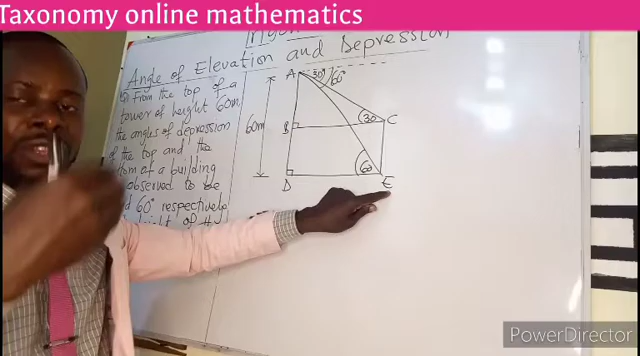 Taxonomy online mathematics
Angle of Elevation and Depression
From the top of a
tower of height 60m
the angles of depression
of the top and the
of a building
observed to be
60° respectively
A 30° 60°
60m
B 30 C
60
D E
PowerDirector